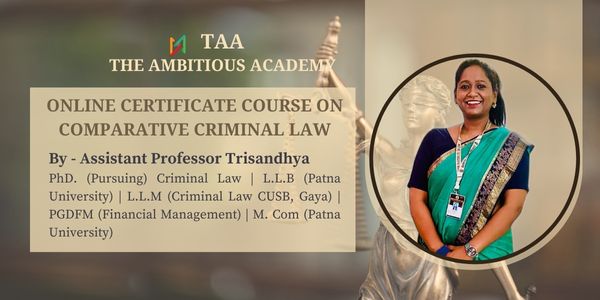 TAA
THE AMBITIOUS ACADEMY
ONLINE CERTIFICATE COURSE ON
COMPARATIVE CRIMINAL LAW
By - Assistant Professor Trisandhya
PhD. (Pursuing) Criminal Law | L.L.B (Patna
University) | L.L.M (Criminal Law CUSB, Gaya) |
PGDFM (Financial Management) | M. Com (Patna
University)